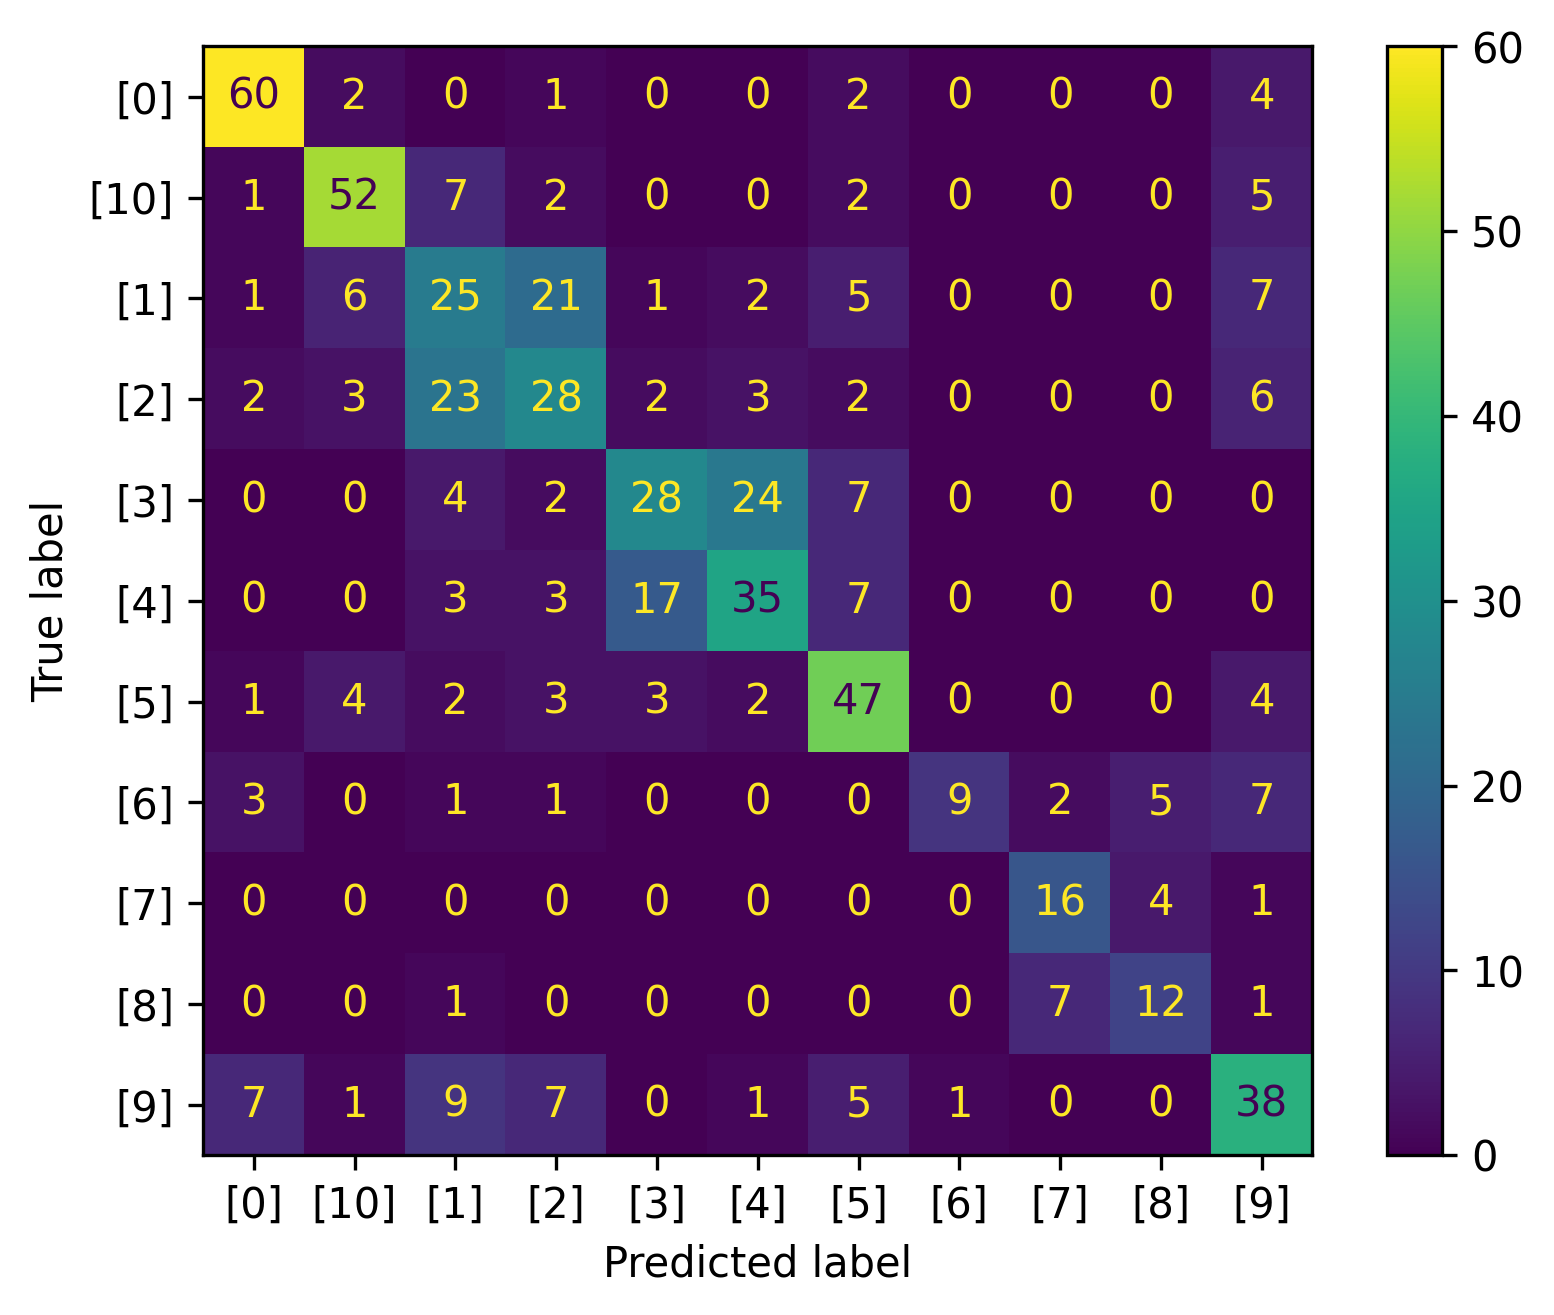 [0] 60 2 0 1 0 0 2 0 0 0 4
[10] 1 52 7 2 0 0 2 0 0 0 5
[1] 1 6 25 21 1 2 5 0 0 0 7
[2] 2 3 23 28 2 3 2 0 0 0 6
[3] 0 0 4 2 28 24 7 0 0 0 0
[4] 0 0 3 3 17 35 7 0 0 0 0
[5] 1 4 2 3 3 2 47 0 0 0 4
[6] 3 0 1 1 0 0 0 9 2 5 7
[7] 0 0 0 0 0 0 0 0 16 4 1
[8] 0 0 1 0 0 0 0 0 7 12 1
[9] 7 1 9 7 0 1 5 1 0 0 38
[0] [10] [1] [2] [3] [4] [5] [6] [7] [8] [9]
Predicted label
True label
60
50
40
30
20
10
0